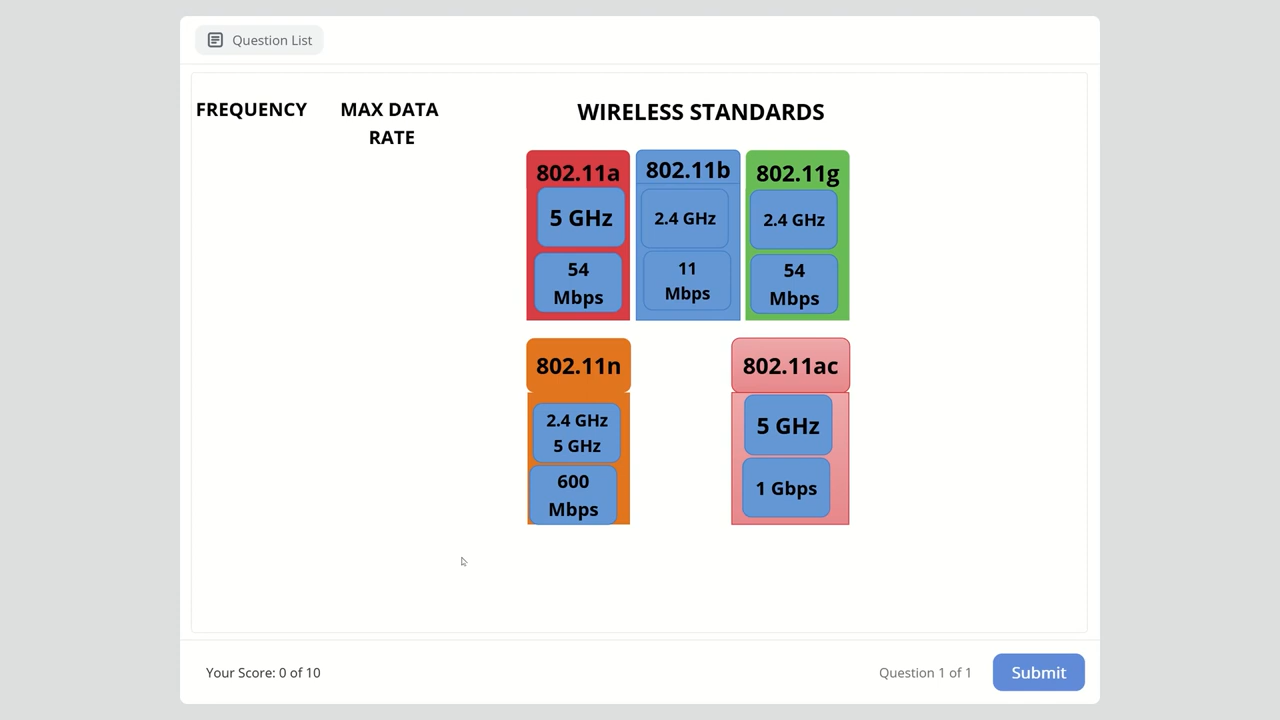 Question List
FREQUENCY
MAX DATA
RATE
WIRELESS STANDARDS
802.11a
5 GHz
54
Mbps
802.11b
2.4 GHz
11
Mbps
802.11g
2.4 GHz
54
Mbps
802.11n
2.4 GHz
5 GHz
600
Mbps
802.11ac
5 GHz
1 Gbps
Your Score: 0 of 10
Question 1 of 1
Submit